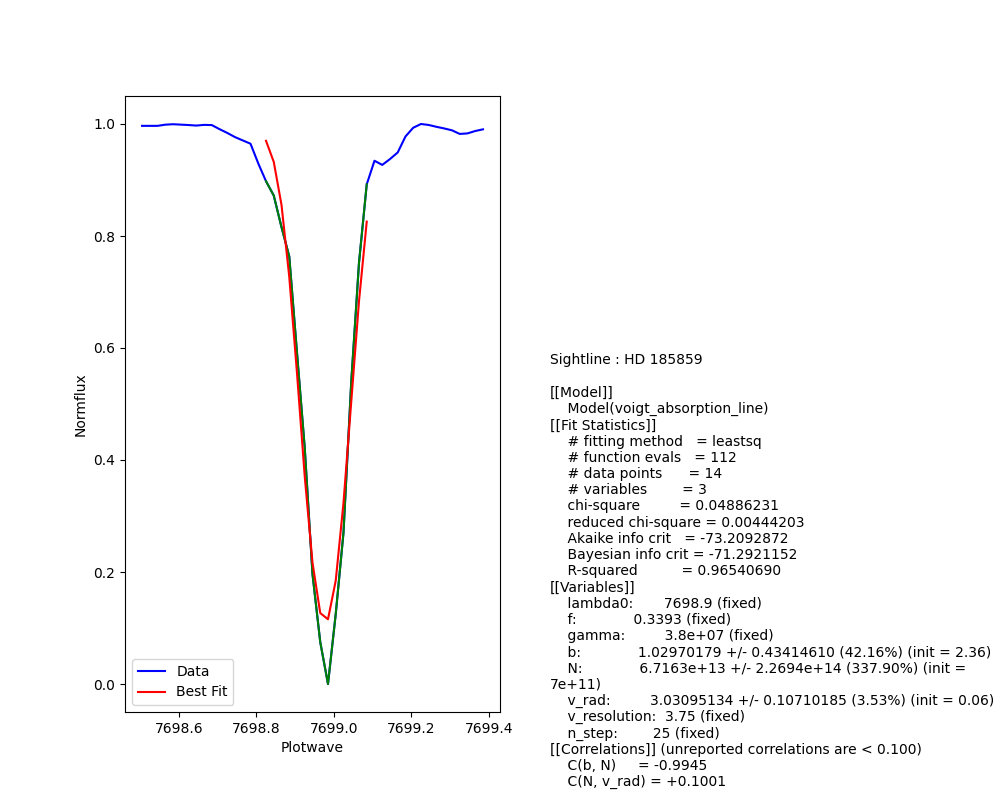 1.0
0.8
0.6
0.4
0.2
0.0
Normflux
Data
Best Fit
7698.6 7698.8 7699.0 7699.2 7699.4
Plotwave
Sightline : HD 185859
[[Model]]
Model(voigt_absorption_line)
[[Fit Statistics]]
# fitting method = leastsq
# function evals = 112
# data points = 14
# variables = 3
chi-square = 0.04886231
reduced chi-square = 0.00444203
Akaike info crit = -73.2092872
Bayesian info crit = -71.2921152
R-squared = 0.96540690
[[Variables]]
lambda0: 7698.9 (fixed)
f: 0.3393 (fixed)
gamma: 3.8e+07 (fixed)
b: 1.02970179 +/- 0.43414610 (42.16%) (init = 2.36)
N: 6.7163e+13 +/- 2.2694e+14 (337.90%) (init =
7e+11)
v_rad: 3.03095134 +/- 0.10710185 (3.53%) (init = 0.06)
v_resolution: 3.75 (fixed)
n_step: 25 (fixed)
[[Correlations]] (unreported correlations are < 0.100)
C(b, N) = -0.9945
C(N, v_rad) = +0.1001